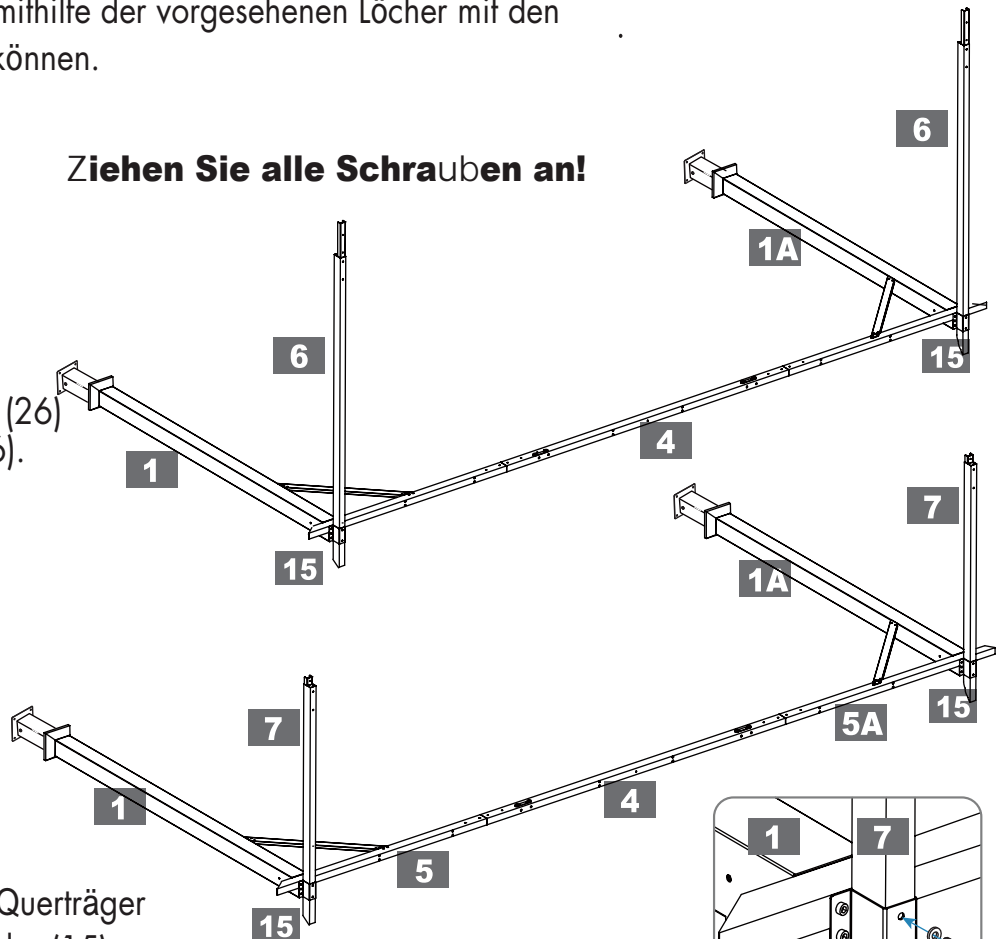 mithilfe der vorgesehenen Löcher mit den
können.
Ziehen Sie alle Schrauben an!
6
1A
15
6
4
1
15
(26)
7
1A
15
5A
7
4
1
5
15
1 7
Querträger
(15)